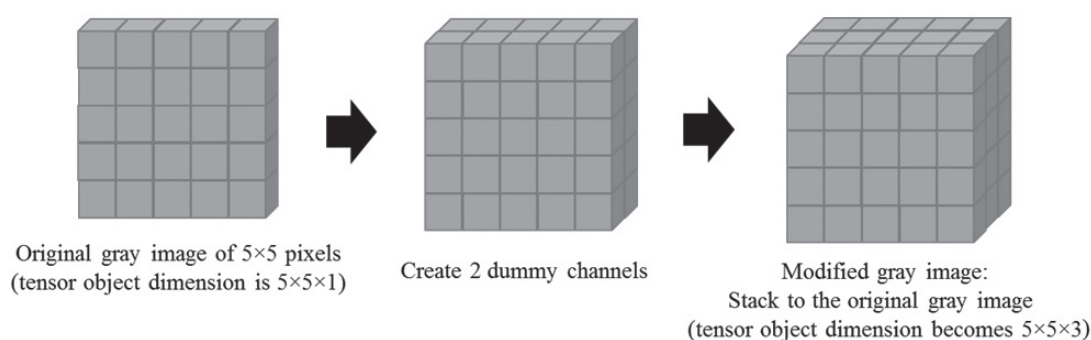 Original gray image of 5×5 pixels
(tensor object dimension is 5×5×1)
Create 2 dummy channels
Modified gray image:
Stack to the original gray image
(tensor object dimension becomes 5×5×3)